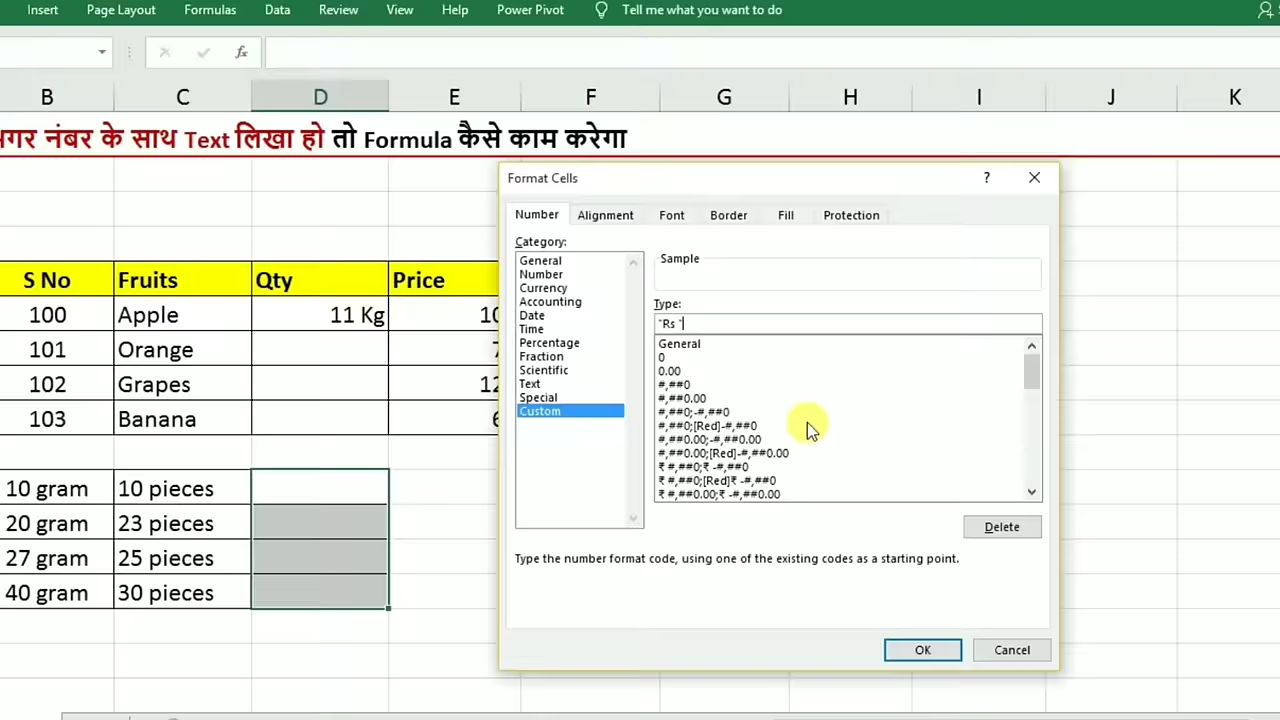 Insert Page Layout Formulas Data Review View Help Power Pivot Tell me what you want to do
fx
B C D E F G H I J K
गर नंबर के साथ Text लिखा हो तो Formula कैसे काम करेगा
Format Cells ?
Number Alignment Font Border Fill Protection
Category:
General
Number
Currency
Accounting
Date
Time
Percentage
Fraction
Scientific
Text
Special
Custom
Sample
Type:
"Rs "
General
0
0.00
#,##0
#,##0.00
#,##0;-#,##0
#,##0;[Red]-#,##0
#,##0.00;-#,##0.00
#,##0.00;[Red]-#,##0.00
₹ #,##0;₹ -#,##0
₹ #,##0;[Red]₹ -#,##0
₹ #,##0.00;₹ -#,##0.00
Delete
Type the number format code, using one of the existing codes as a starting point.
OK Cancel
S No Fruits Qty Price
100 Apple 11 Kg 10
101 Orange 7
102 Grapes 12
103 Banana 6
10 gram 10 pieces
20 gram 23 pieces
27 gram 25 pieces
40 gram 30 pieces